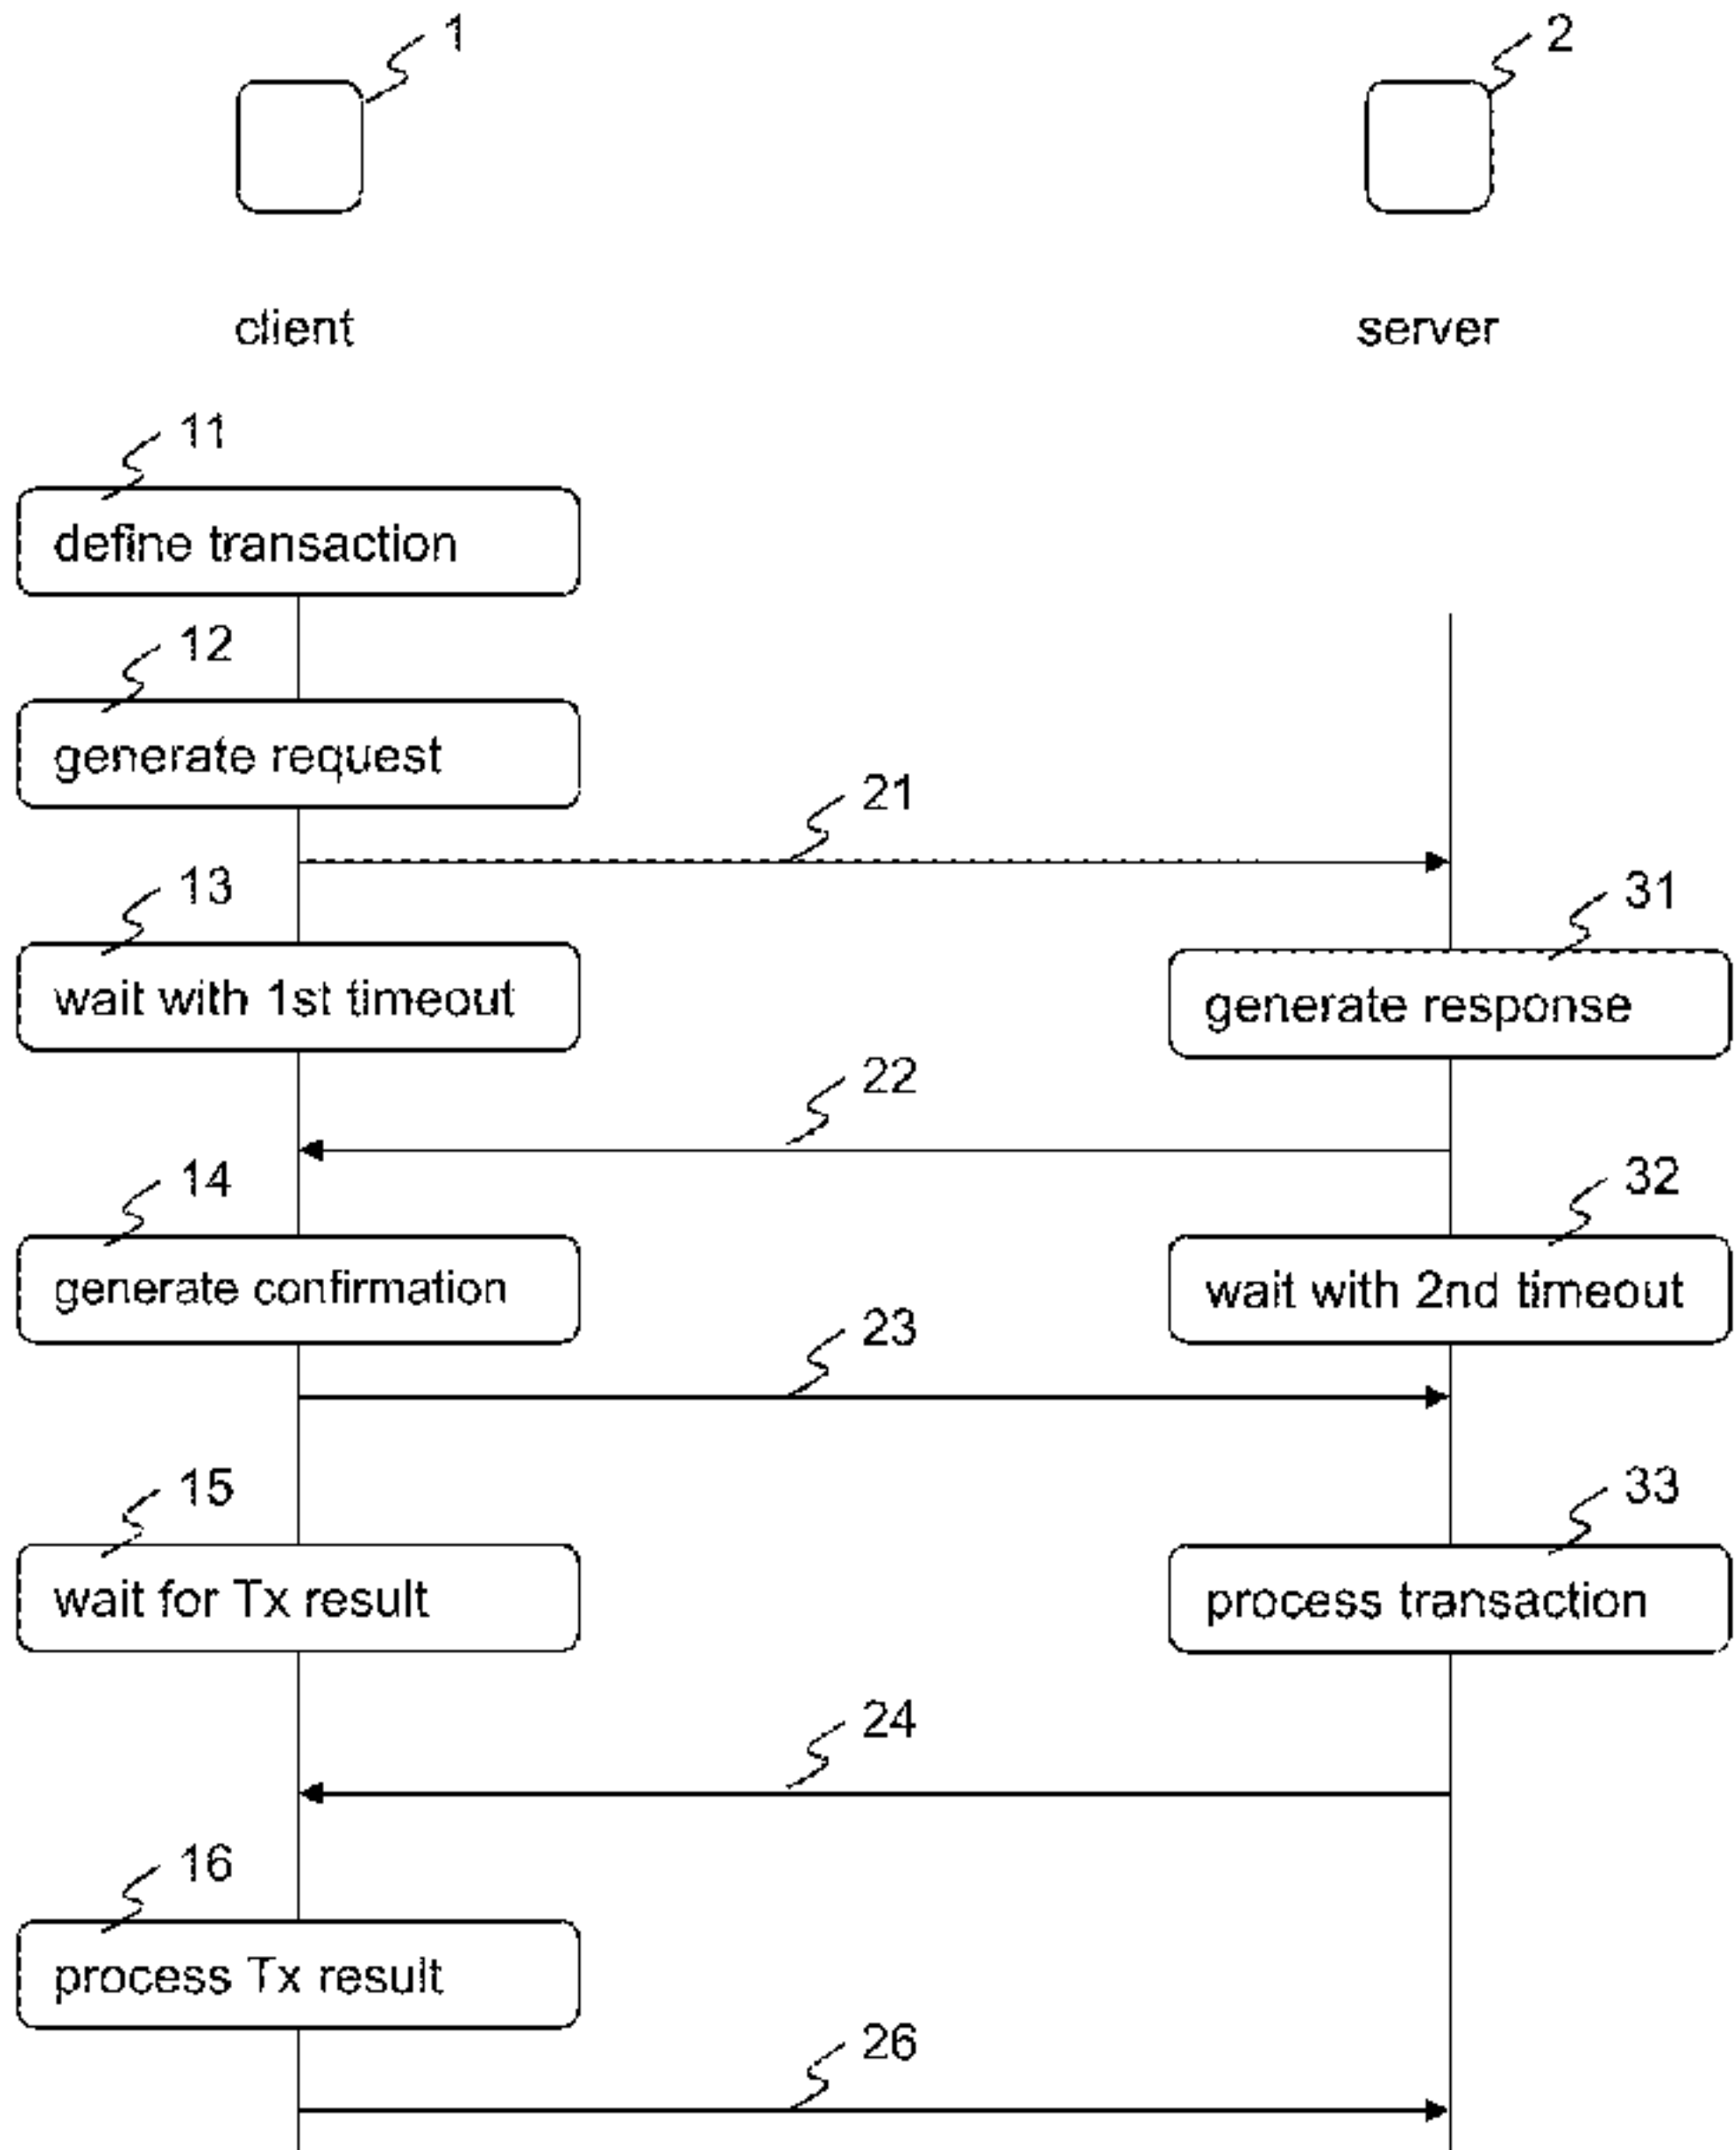 1
2
client
server
11
define transaction
12
generate request
21
13
31
wait with 1st timeout
generate response
22
14
32
generate confirmation
wait with 2nd timeout
23
15
33
wait for Tx result
process transaction
24
16
process Tx result
26